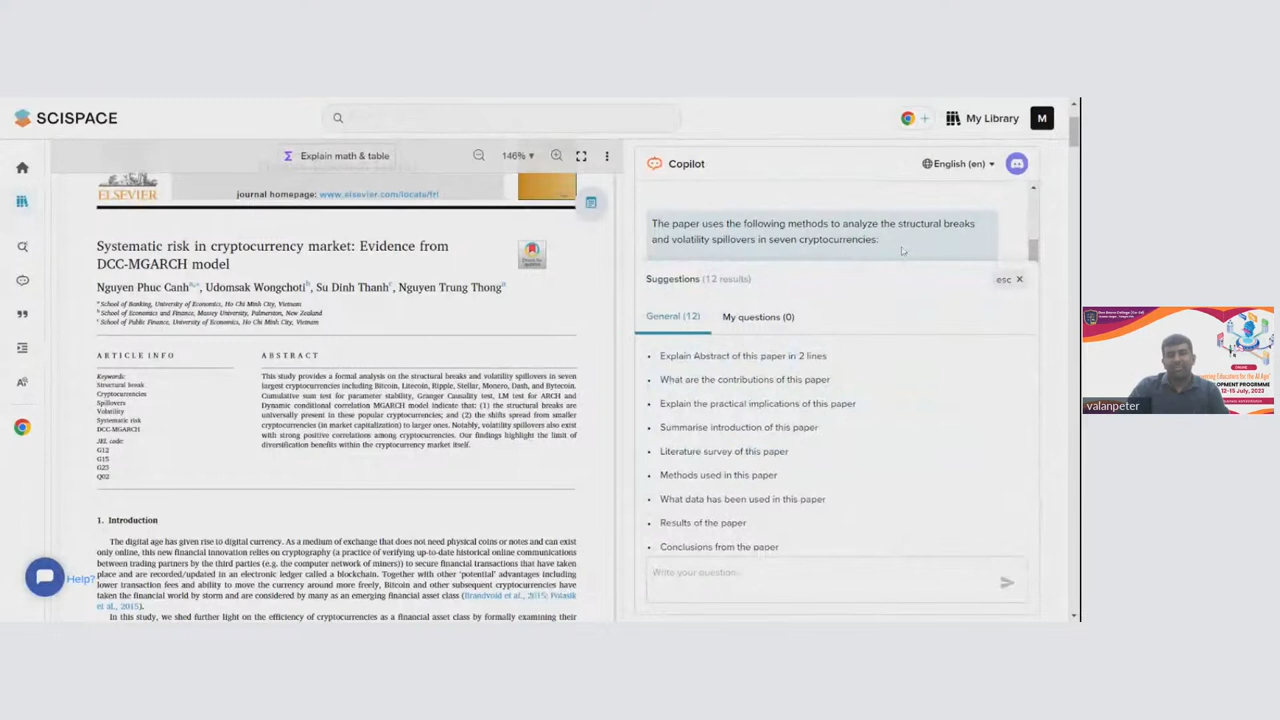 SCISPACE
My Library
M
Explain math & table
146%
ELSEVIER
journal homepage: www.elsevier.com/locate/frl
Systematic risk in cryptocurrency market: Evidence from
DCC-MGARCH model
Nguyen Phuc Canha,⁎, Udomsak Wongchotib, Su Dinh Thanhc, Nguyen Trung Thonga
a School of Banking, University of Economics, Ho Chi Minh City, Vietnam
b School of Economics and Finance, Massey University, Palmerston, New Zealand
c School of Public Finance, University of Economics, Ho Chi Minh City, Vietnam
ARTICLE INFO
Keywords:
Structural break
Cryptocurrencies
Spillovers
Volatility
Systematic risk
DCC-MGARCH
JEL code:
G12
G15
G23
Q02
ABSTRACT
This study provides a formal analysis on the structural breaks and volatility spillovers in seven
largest cryptocurrencies including Bitcoin, Litecoin, Ripple, Stellar, Monero, Dash, and Bytecoin.
Cumulative sum test for parameter stability, Granger Causality test, LM test for ARCH and
Dynamic conditional correlation MGARCH model indicate that: (1) the structural breaks are
universally present in these popular cryptocurrencies; and (2) the shifts spread from smaller
cryptocurrencies (in market capitalization) to larger ones. Notably, volatility spillovers also exist
with strong positive correlations among cryptocurrencies. Our findings highlight the limit of
diversification benefits within the cryptocurrency market itself.
1. Introduction
The digital age has given rise to digital currency. As a medium of exchange that does not need physical coins or notes and can exist
only online, this new financial innovation relies on cryptography (a practice of verifying up-to-date historical online communications
between trading partners by the third parties (e.g. the computer network of miners)) to secure financial transactions that have taken
place and are recorded/updated in an electronic ledger called a blockchain. Together with other 'potential' advantages including
lower transaction fees and ability to move the currency around more freely, Bitcoin and other subsequent cryptocurrencies have
taken the financial world by storm and are considered by many as an emerging financial asset class (Brandvold et al., 2015; Polasik
et al., 2015).
In this study, we shed further light on the efficiency of cryptocurrencies as a financial asset class by formally examining their
Help?
Copilot
English (en)
The paper uses the following methods to analyze the structural breaks
and volatility spillovers in seven cryptocurrencies:
Suggestions (12 results)
esc
General (12)
My questions (0)
• Explain Abstract of this paper in 2 lines
• What are the contributions of this paper
• Explain the practical implications of this paper
• Summarise introduction of this paper
• Literature survey of this paper
• Methods used in this paper
• What data has been used in this paper
• Results of the paper
• Conclusions from the paper
Write your question..
ONLINE
12-15 July, 2023
valanpeter